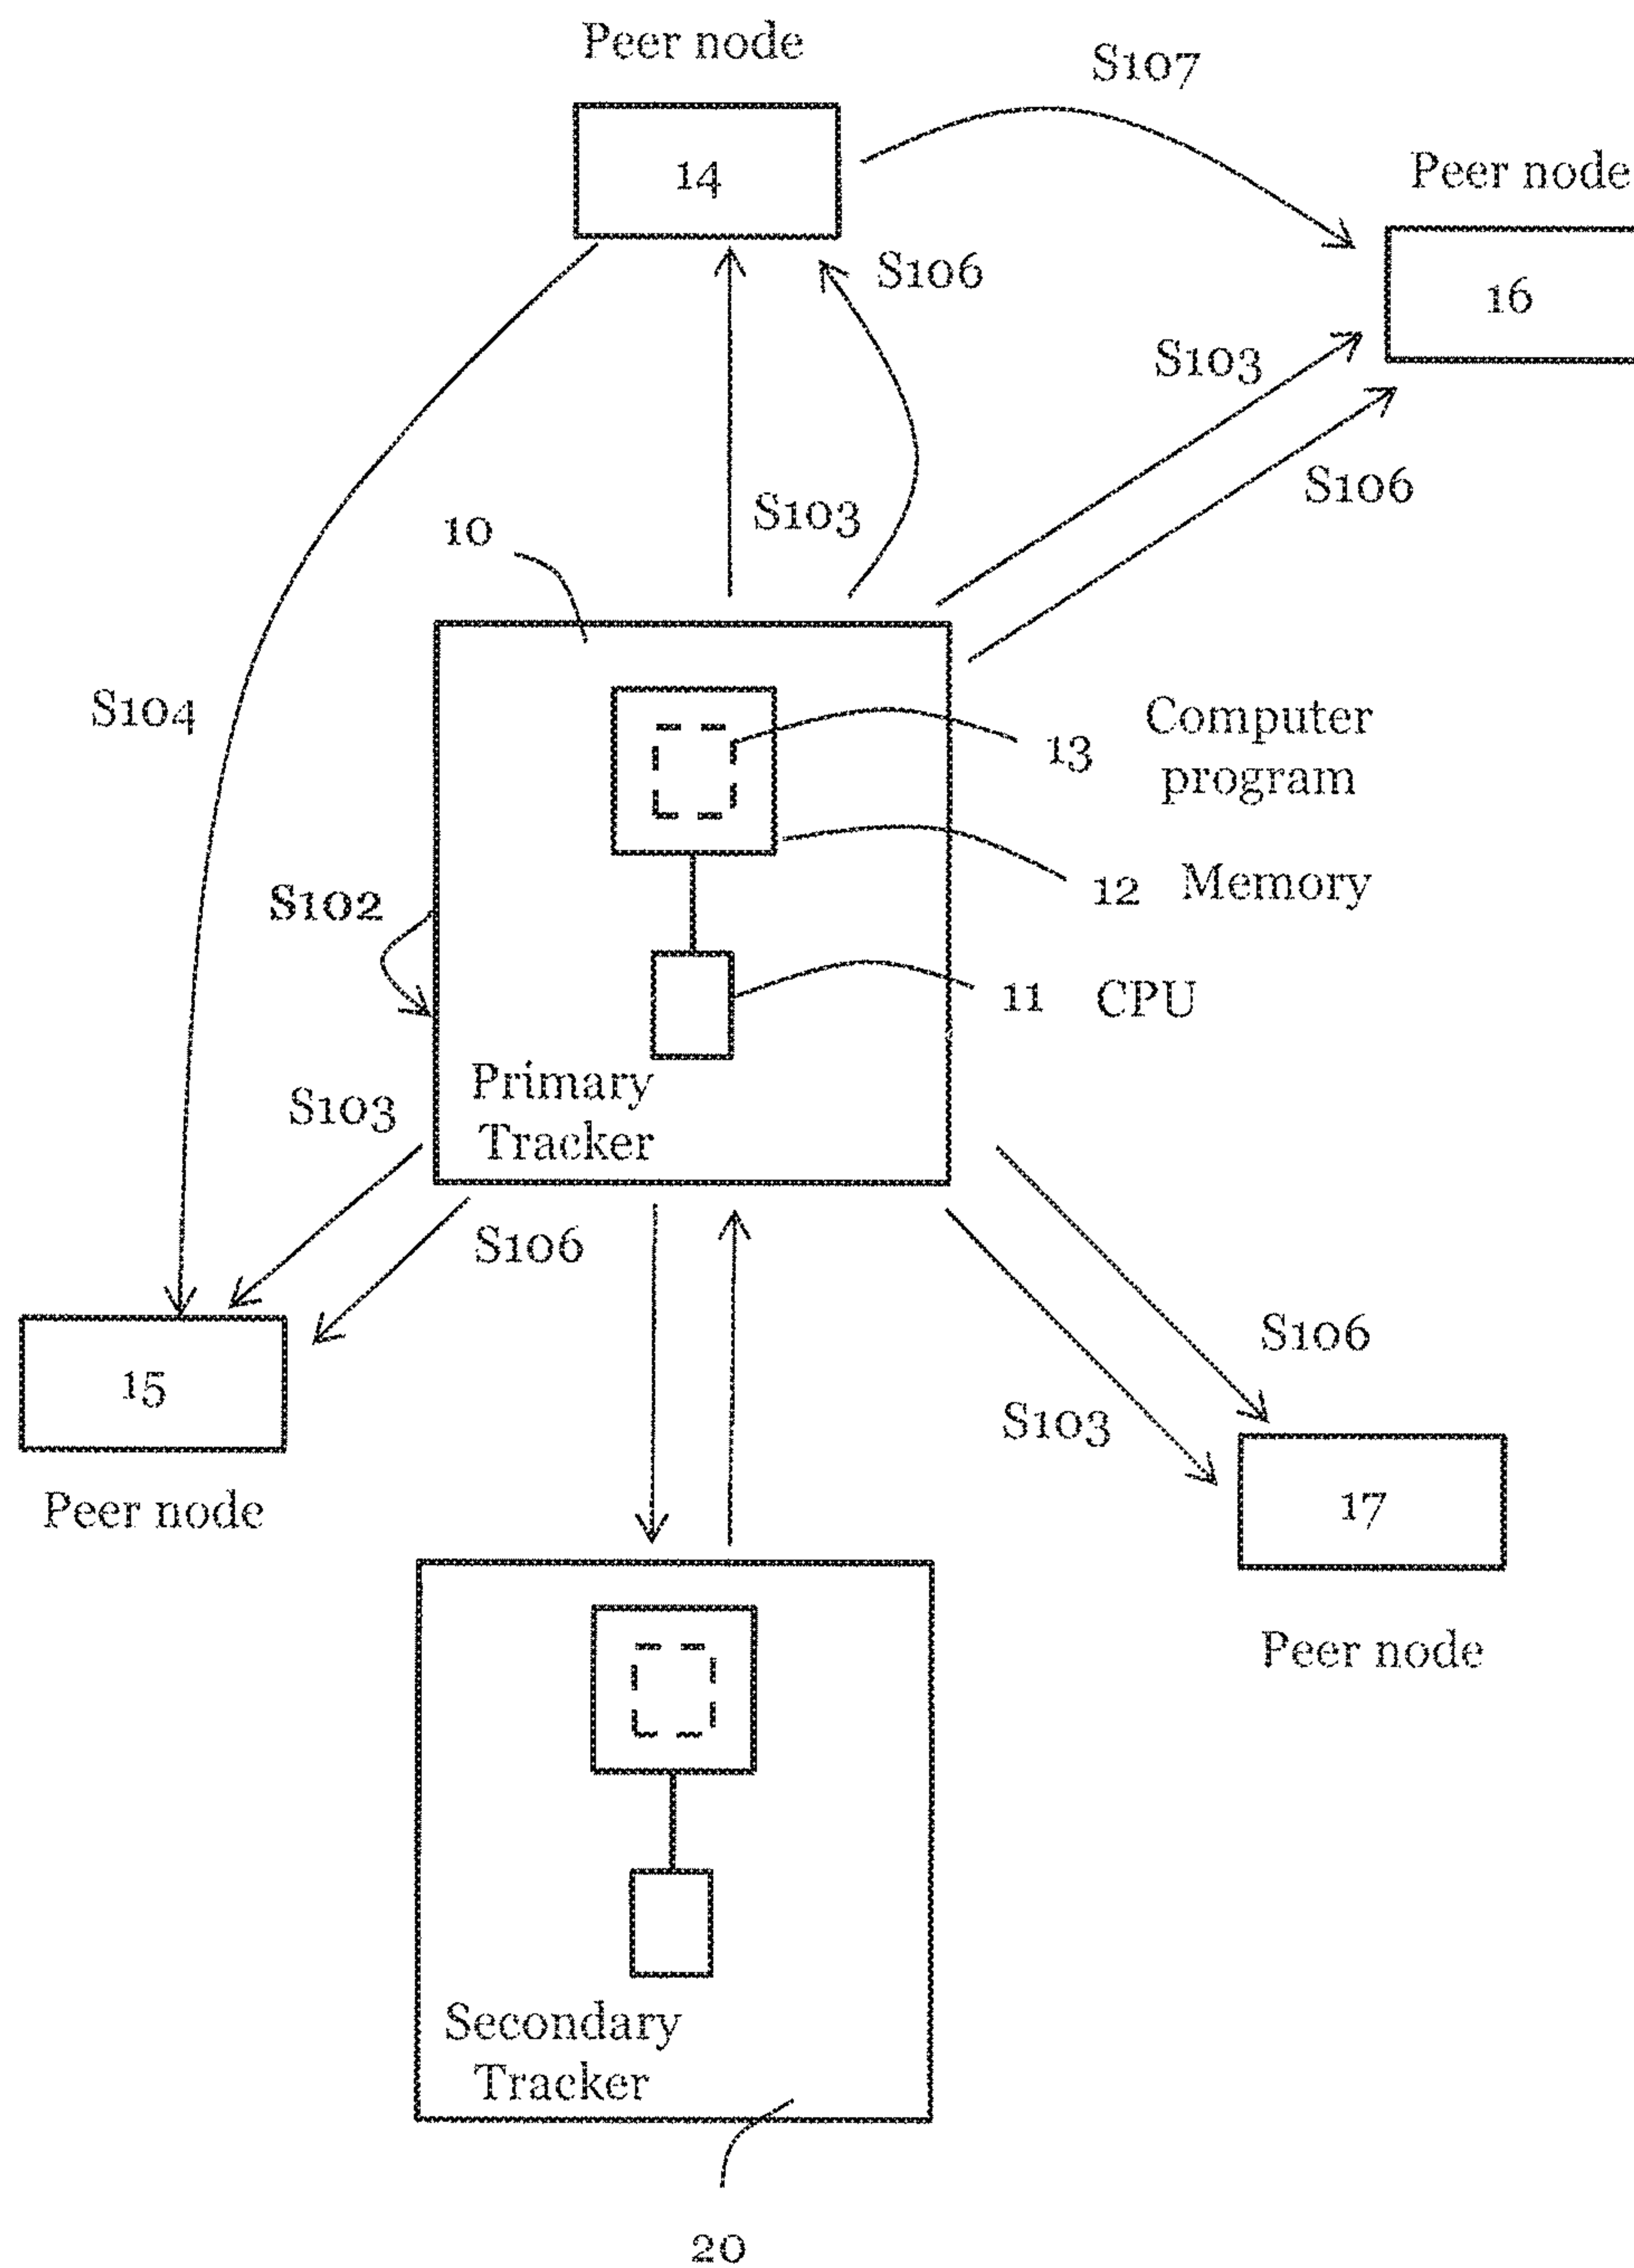 Peer node
S107
14
Peer node
S106
16
S103
S106
S103
10
S104
Computer
13
program
S102
12 Memory
11 CPU
Primary
Tracker
S103
S106
S106
15
S103
Peer node
17
Peer node
Secondary
Tracker
20